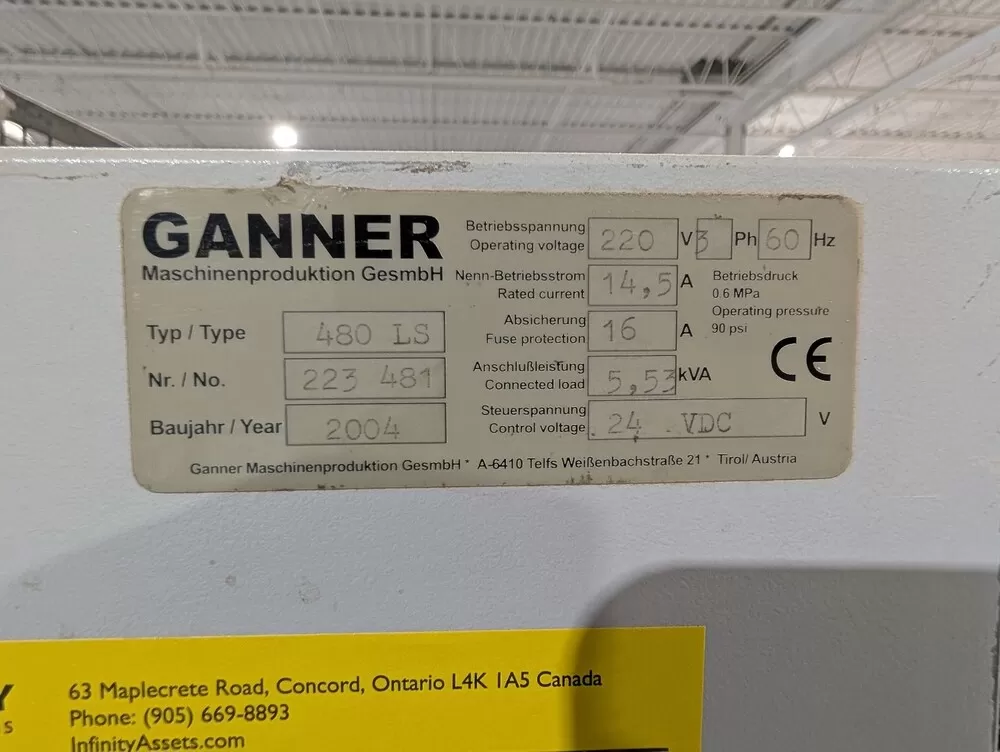 GANNER
Maschinenproduktion GesmbH
Typ / Type 480 LS
Nr. / No. 223 481
Baujahr / Year 2004
Betriebsspannung
Operating voltage 220 V 3 Ph 60 Hz
Nenn-Betriebsstrom
Rated current 14,5 A
Absicherung
Fuse protection 16 A
Anschlußleistung
Connected load 5,53 kVA
Steuerspannung
Control voltage 24 VDC V
Betriebsdruck
0.6 MPa
Operating pressure
90 psi
CE
Ganner Maschinenproduktion GesmbH * A-6410 Telfs Weißenbachstraße 21 * Tirol/ Austria
63 Maplecrete Road, Concord, Ontario L4K 1A5 Canada
Phone: (905) 669-8893
InfinityAssets.com